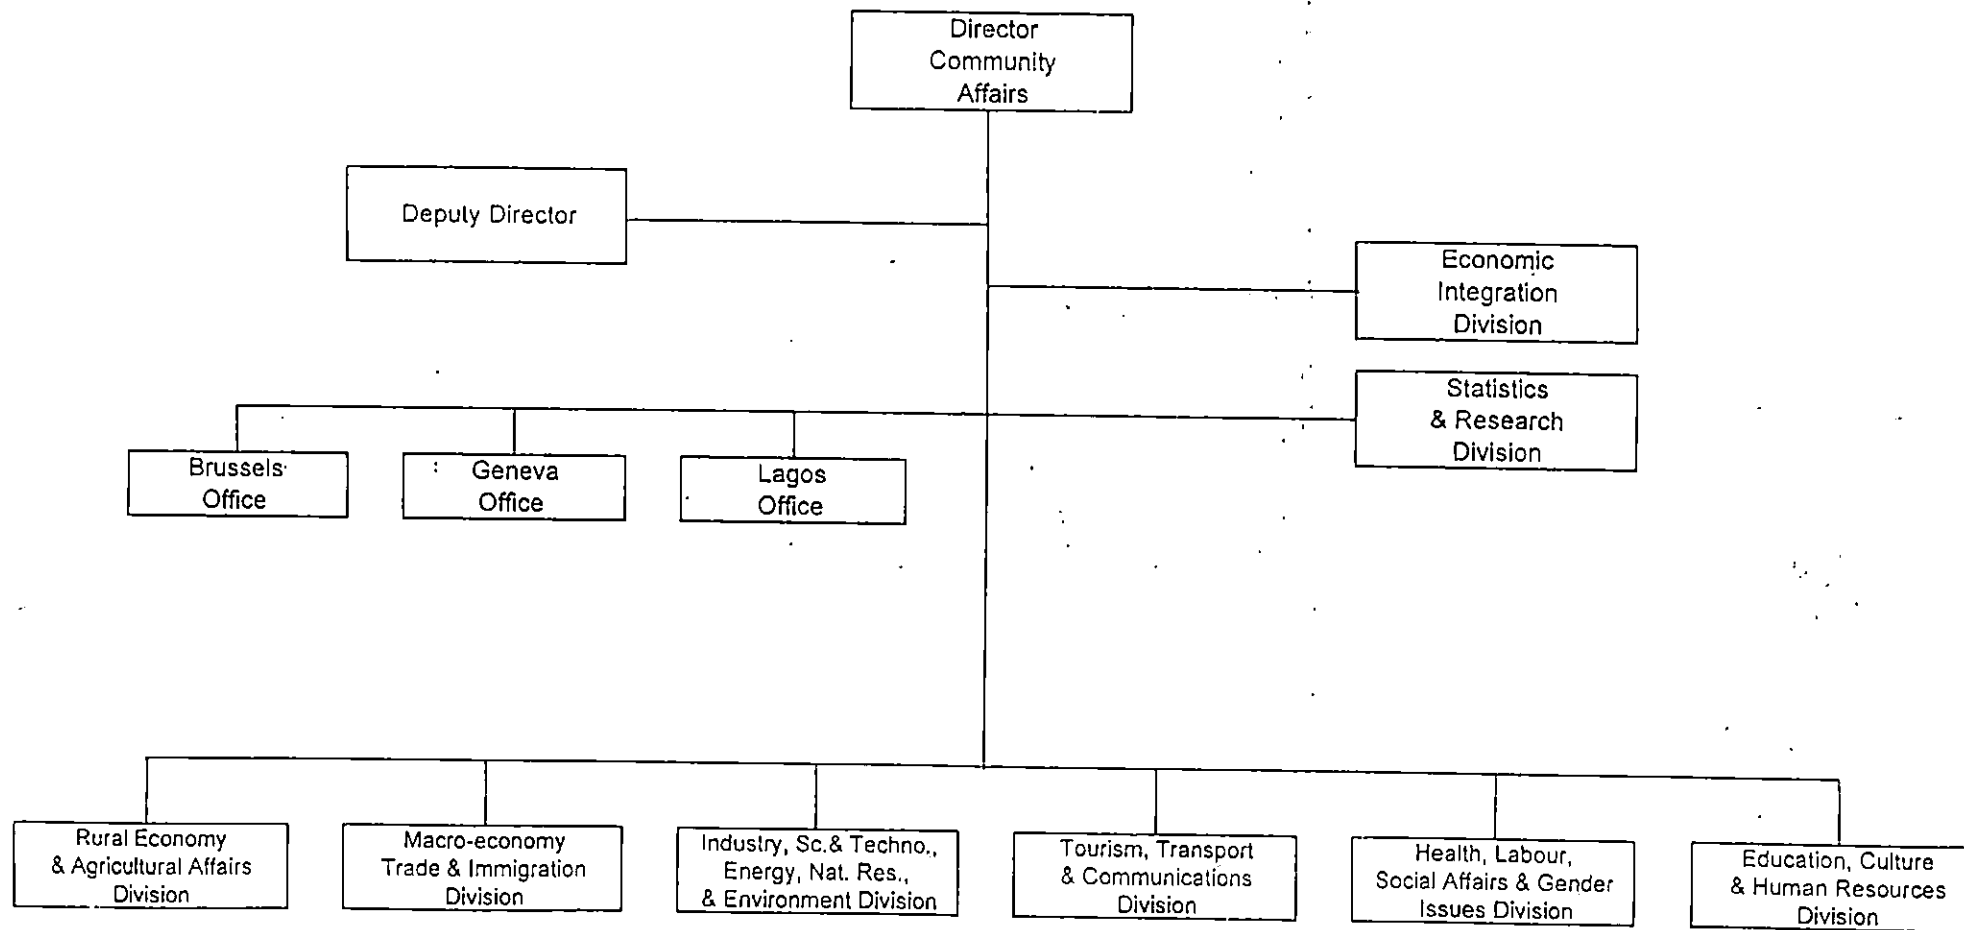 Director
Community
Affairs
Deputy Director
Economic
Integration
Division
Statistics
& Research
Division
Brussels
Office
Geneva
Office
Lagos
Office
Rural Economy
& Agricultural Affairs
Division
Macro-economy
Trade & Immigration
Division
Industry, Sc.& Techno.,
Energy, Nat. Res.,
& Environment Division
Tourism, Transport
& Communications
Division
Health, Labour,
Social Affairs & Gender
Issues Division
Education, Culture
& Human Resources
Division